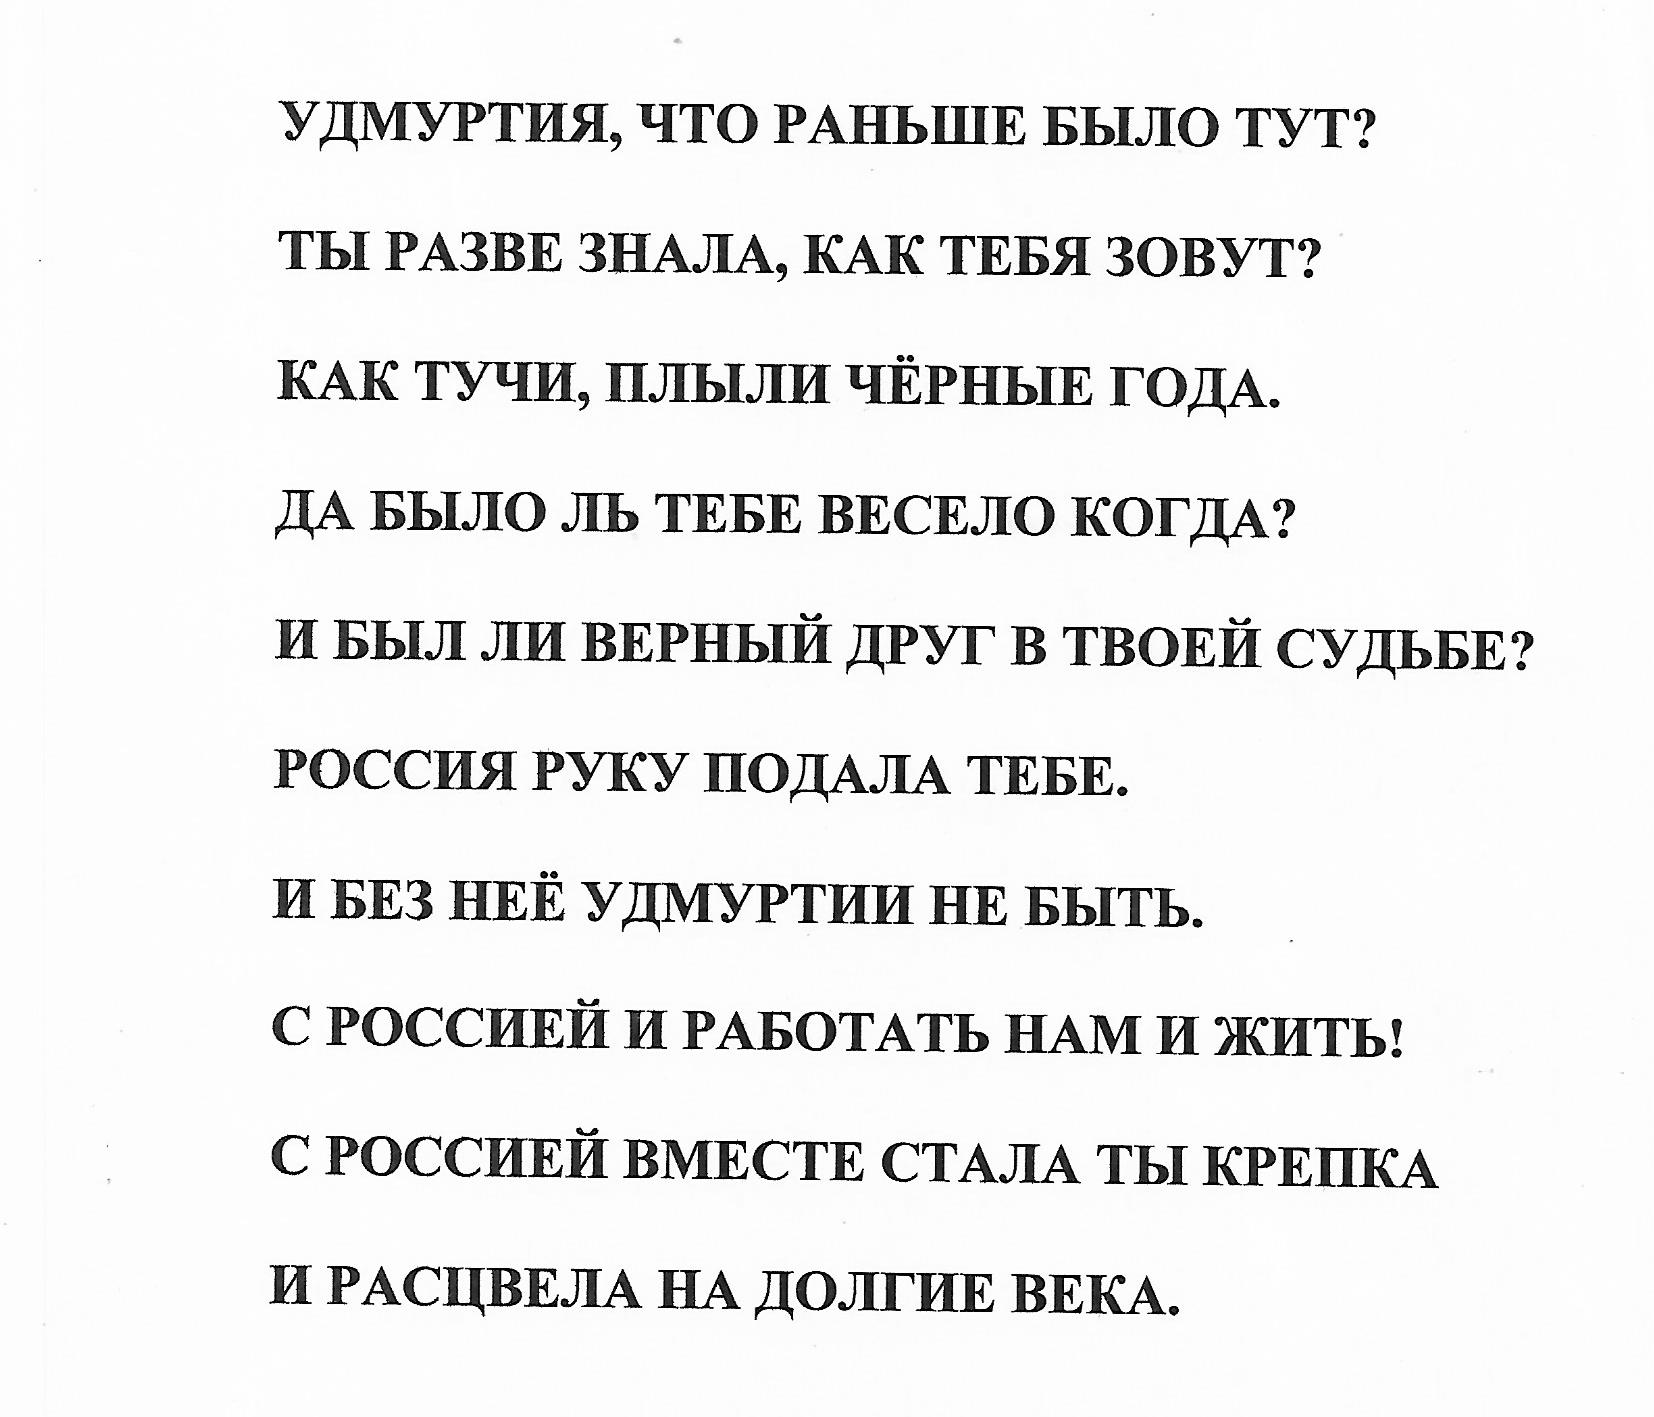 УДМУРТИЯ, ЧТО РАНЬШЕ БЫЛО ТУТ?
ТЫ РАЗВЕ ЗНАЛА, КАК ТЕБЯ ЗОВУТ?
КАК ТУЧИ, ПЛЫЛИ ЧЁРНЫЕ ГОДА.
ДА БЫЛО ЛЬ ТЕБЕ ВЕСЕЛО КОГДА?
И БЫЛ ЛИ ВЕРНЫЙ ДРУГ В ТВОЕЙ СУДЬБЕ?
РОССИЯ РУКУ ПОДАЛА ТЕБЕ.
И БЕЗ НЕЁ УДМУРТИИ НЕ БЫТЬ.
С РОССИЕЙ И РАБОТАТЬ НАМ И ЖИТЬ!
С РОССИЕЙ ВМЕСТЕ СТАЛА ТЫ КРЕПКА
И РАСЦВЕЛА НА ДОЛГИЕ ВЕКА.